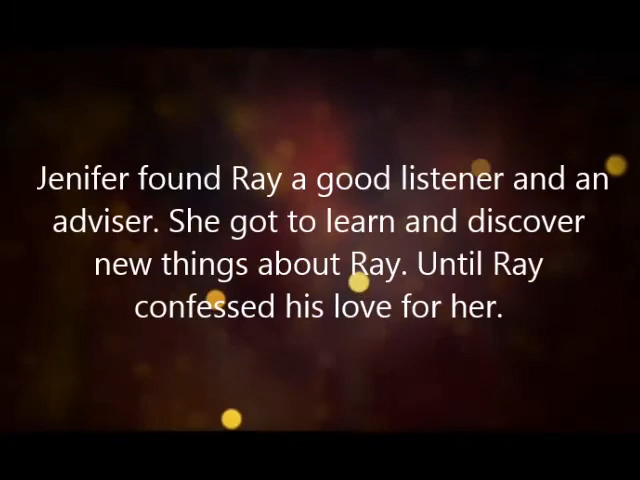 Jenifer found Ray a good listener and an
adviser. She got to learn and discover
new things about Ray. Until Ray
confessed his love for her.